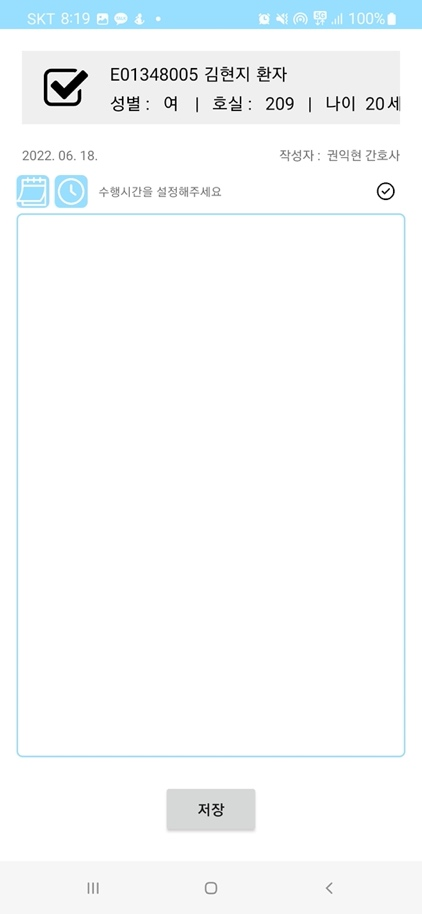 SKT 8:19 100%
E01348005 김현지 환자
성별 : 여 | 호실 : 209 | 나이 20세
2022. 06. 18. 작성자 : 권익현 간호사
수행시간을 설정해주세요
저장